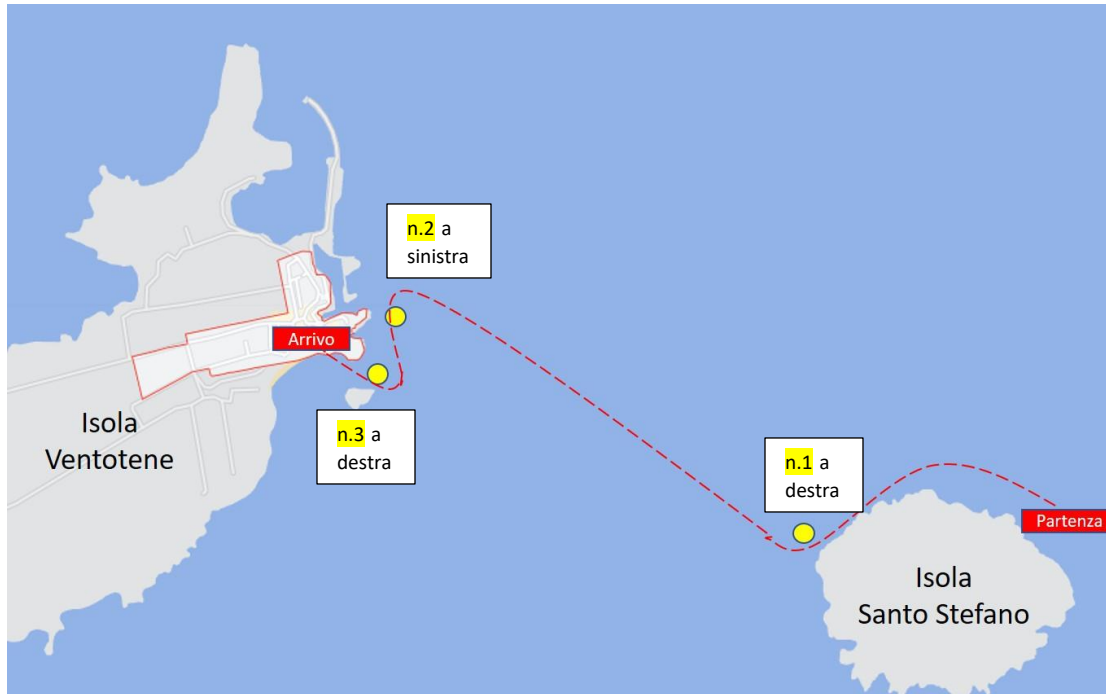 n.2 a
sinistra
Arrivo
Isola
Ventotene
n.3 a
destra
n.1 a
destra
Partenza
Isola
Santo Stefano